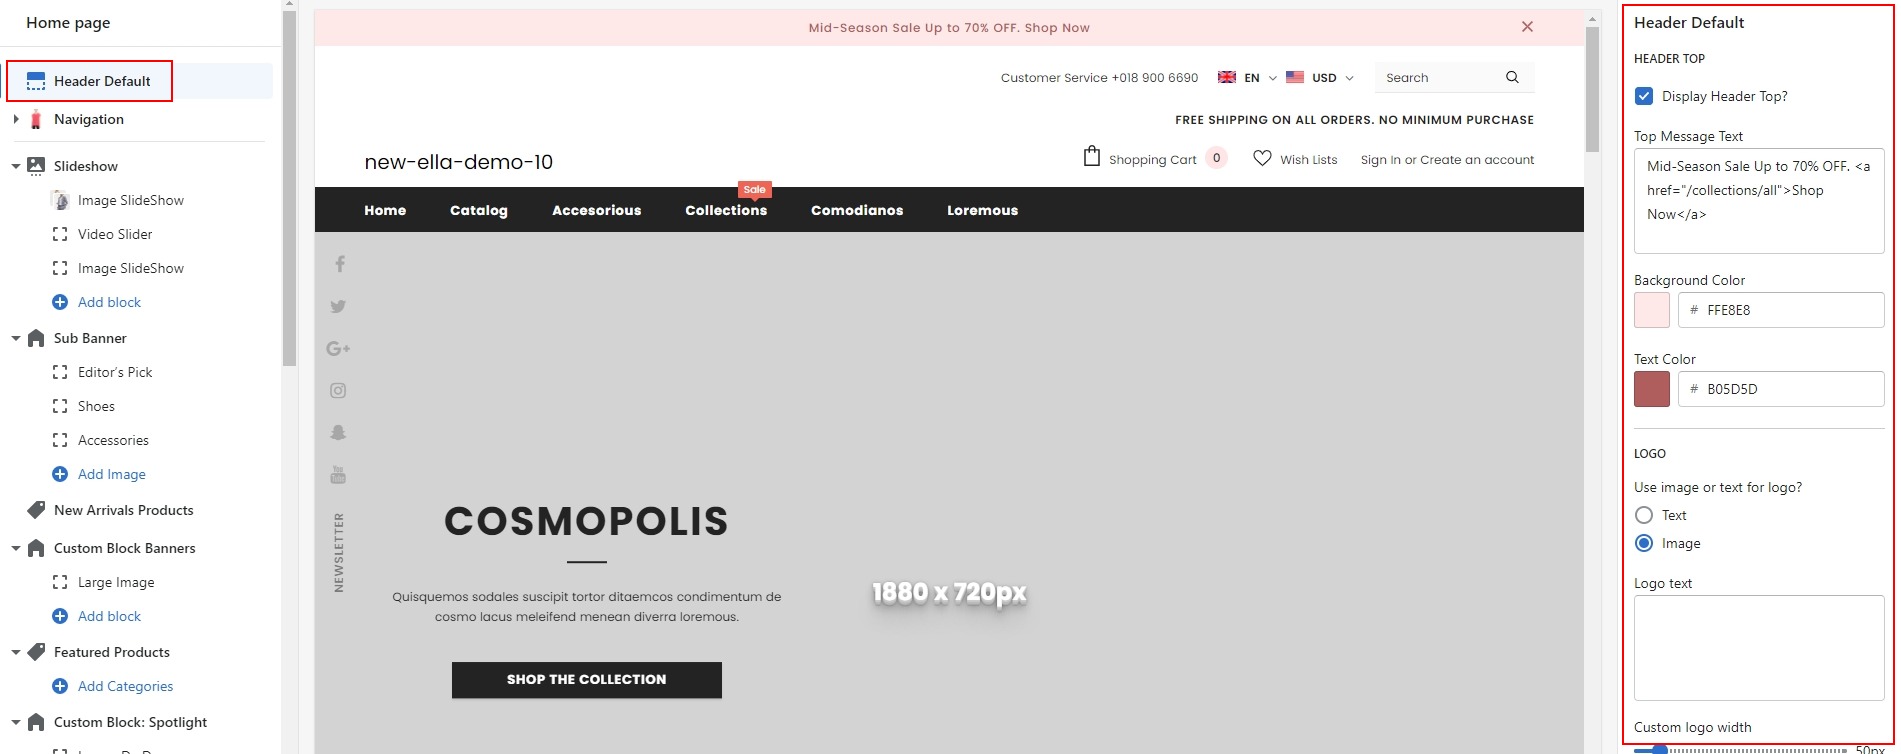 Home page
Header Default
Navigation
Slideshow
Image SlideShow
Video Slider
Image SlideShow
Add block
Sub Banner
Editor's Pick
Shoes
Accessories
Add Image
New Arrivals Products
Custom Block Banners
Large Image
Add block
Featured Products
Add Categories
Custom Block: Spotlight
Mid-Season Sale Up to 70% OFF. Shop Now
Customer Service +018 900 6690
EN
USD
Search
FREE SHIPPING ON ALL ORDERS. NO MINIMUM PURCHASE
new-ella-demo-10
Shopping Cart 0
Wish Lists
Sign In or Create an account
Sale
Home Catalog Accesorious Collections Comodianos Loremous
You
Tube
NEWSLETTER
COSMOPOLIS
Quisquemos sodales suscipit tortor ditaemcos condimentum de
cosmo lacus meleifend menean diverra loremous.
SHOP THE COLLECTION
1880 x 720px
Header Default
HEADER TOP
Display Header Top?
Top Message Text
Mid-Season Sale Up to 70% OFF. <a
href="/collections/all">Shop
Now</a>
Background Color
# FFE8E8
Text Color
# B05D5D
LOGO
Use image or text for logo?
Text
Image
Logo text
Custom logo width
50px